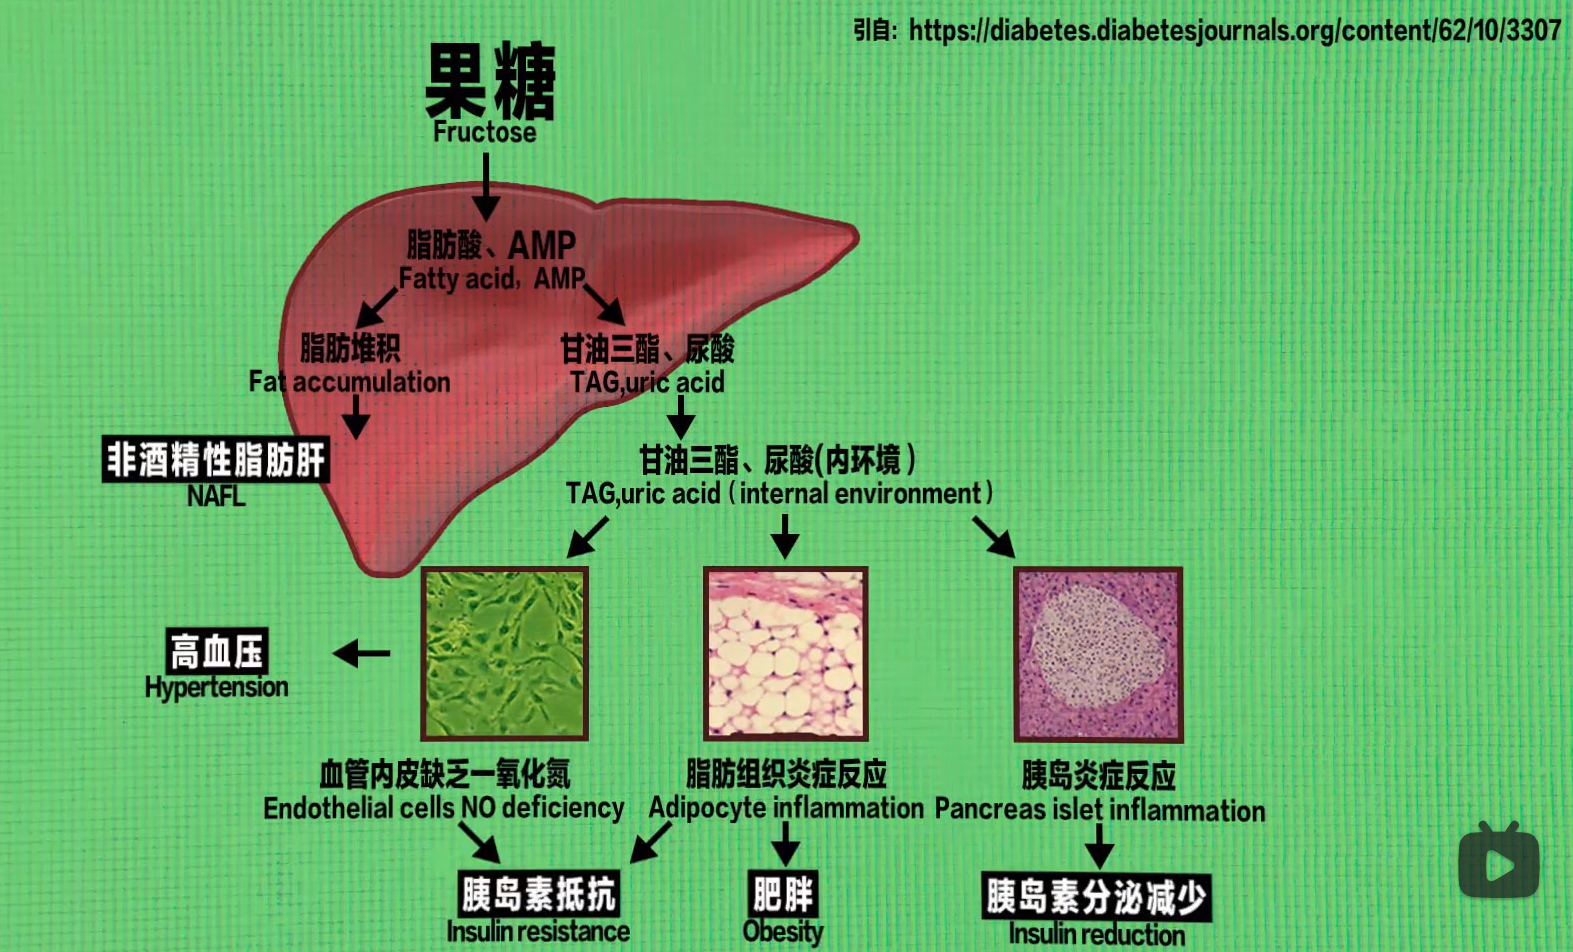 引自：https://diabetes.diabetesjournals.org/content/62/10/3307
果糖
Fructose
脂肪酸、AMP
Fatty acid，AMP
脂肪堆积
Fat accumulation
甘油三酯、尿酸
TAG,uric acid
非酒精性脂肪肝
NAFL
甘油三酯、尿酸(内环境)
TAG,uric acid（internal environment）
高血压
Hypertension
血管内皮缺乏一氧化氮
Endothelial cells NO deficiency
脂肪组织炎症反应
Adipocyte inflammation
胰岛炎症反应
Pancreas islet inflammation
胰岛素抵抗
Insulin resistance
肥胖
Obesity
胰岛素分泌减少
Insulin reduction